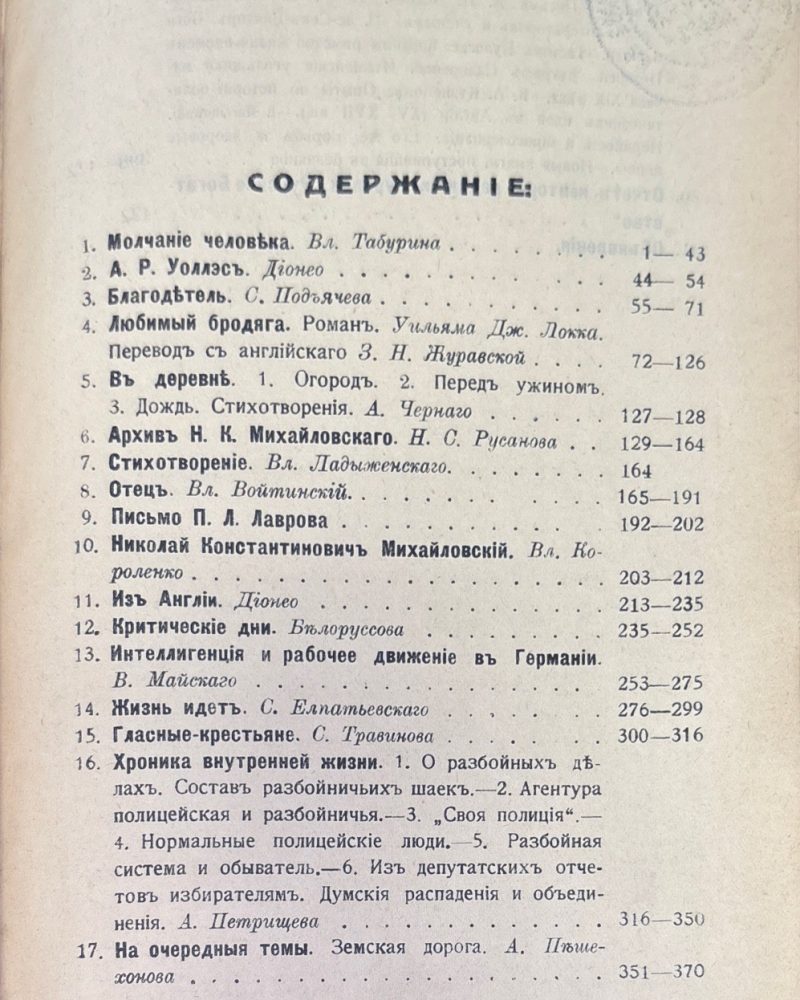 СОДЕРЖАНІЕ:
1. Молчаніе человѣка. Вл. Табурина . . . . . . . 1— 43
2. А. Р. Уоллэсъ. Діонео . . . . . . . . . 44— 54
3. Благодѣтель. С. Подъячева . . . . . . . . . 55— 71
4. Любимый бродяга. Романъ. Уильяма Дж. Локка.
Переводъ съ англійскаго З. Н. Журавской . . . . 72—126
5. Въ деревнѣ. 1. Огородъ. 2. Передъ ужиномъ.
3. Дождь. Стихотворенія. А. Чернаго . . . . . . 127—128
6. Архивъ Н. К. Михайловскаго. Н. С. Русанова . . 129—164
7. Стихотвореніе. Вл. Ладыженскаго. . . . . . . 164
8. Отецъ. Вл. Войтинскій. . . . . . . . . . . 165—191
9. Письмо П. Л. Лаврова . . . . . . . . . . . 192—202
10. Николай Константиновичъ Михайловскій. Вл. Ко-
роленко . . . . . . . . . . . . . . . . . 203—212
11. Изъ Англіи. Діонео . . . . . . . . . . . . 213—235
12. Критическіе дни. Бѣлоруссова . . . . . . . . 235—252
13. Интеллигенція и рабочее движеніе въ Германіи.
В. Майскаго . . . . . . . . . . . . . . . 253—275
14. Жизнь идетъ. С. Елпатьевскаго . . . . . . . 276—299
15. Гласные-крестьяне. С. Травинова . . . . . . . 300—316
16. Хроника внутренней жизни. 1. О разбойныхъ дѣ-
лахъ. Составъ разбойничьихъ шаекъ.—2. Агентура
полицейская и разбойничья.—3. „Своя полиція“.—
4. Нормальные полицейскіе люди.—5. Разбойная
система и обыватель.—6. Изъ депутатскихъ отче-
товъ избирателямъ. Думскія распаденія и объеди-
ненія. А. Петрищева . . . . . . . . . . . . 316—350
17. На очередныя темы. Земская дорога. А. Пѣше-
хонова . . . . . . . . . . . . . . . . . 351—370